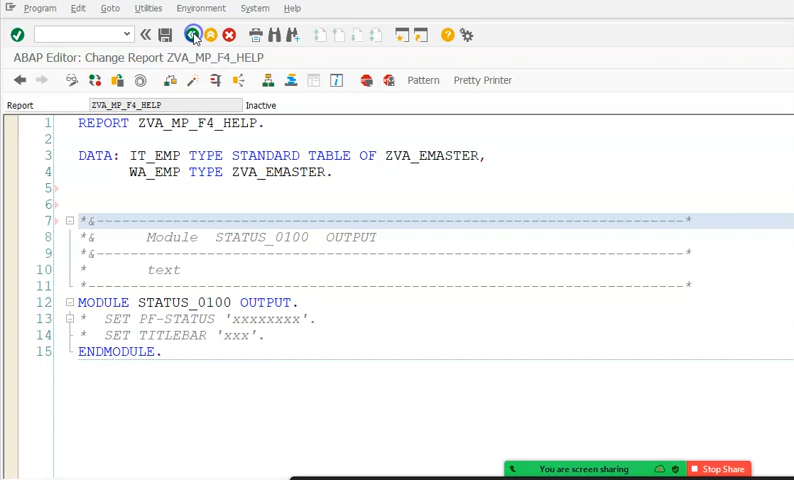 Program Edit Goto Utilities Environment System Help
ABAP Editor: Change Report ZVA_MP_F4_HELP
Pattern Pretty Printer
Report ZVA_MP_F4_HELP Inactive
1 REPORT ZVA_MP_F4_HELP.
2
3 DATA: IT_EMP TYPE STANDARD TABLE OF ZVA_EMASTER,
4 WA_EMP TYPE ZVA_EMASTER.
5
6
7 *&---------------------------------------------------------------------*
8 *& Module STATUS_0100 OUTPUT
9 *&---------------------------------------------------------------------*
10 * text
11 *----------------------------------------------------------------------*
12 MODULE STATUS_0100 OUTPUT.
13 * SET PF-STATUS 'xxxxxxxx'.
14 * SET TITLEBAR 'xxx'.
15 ENDMODULE.
You are screen sharing Stop Share